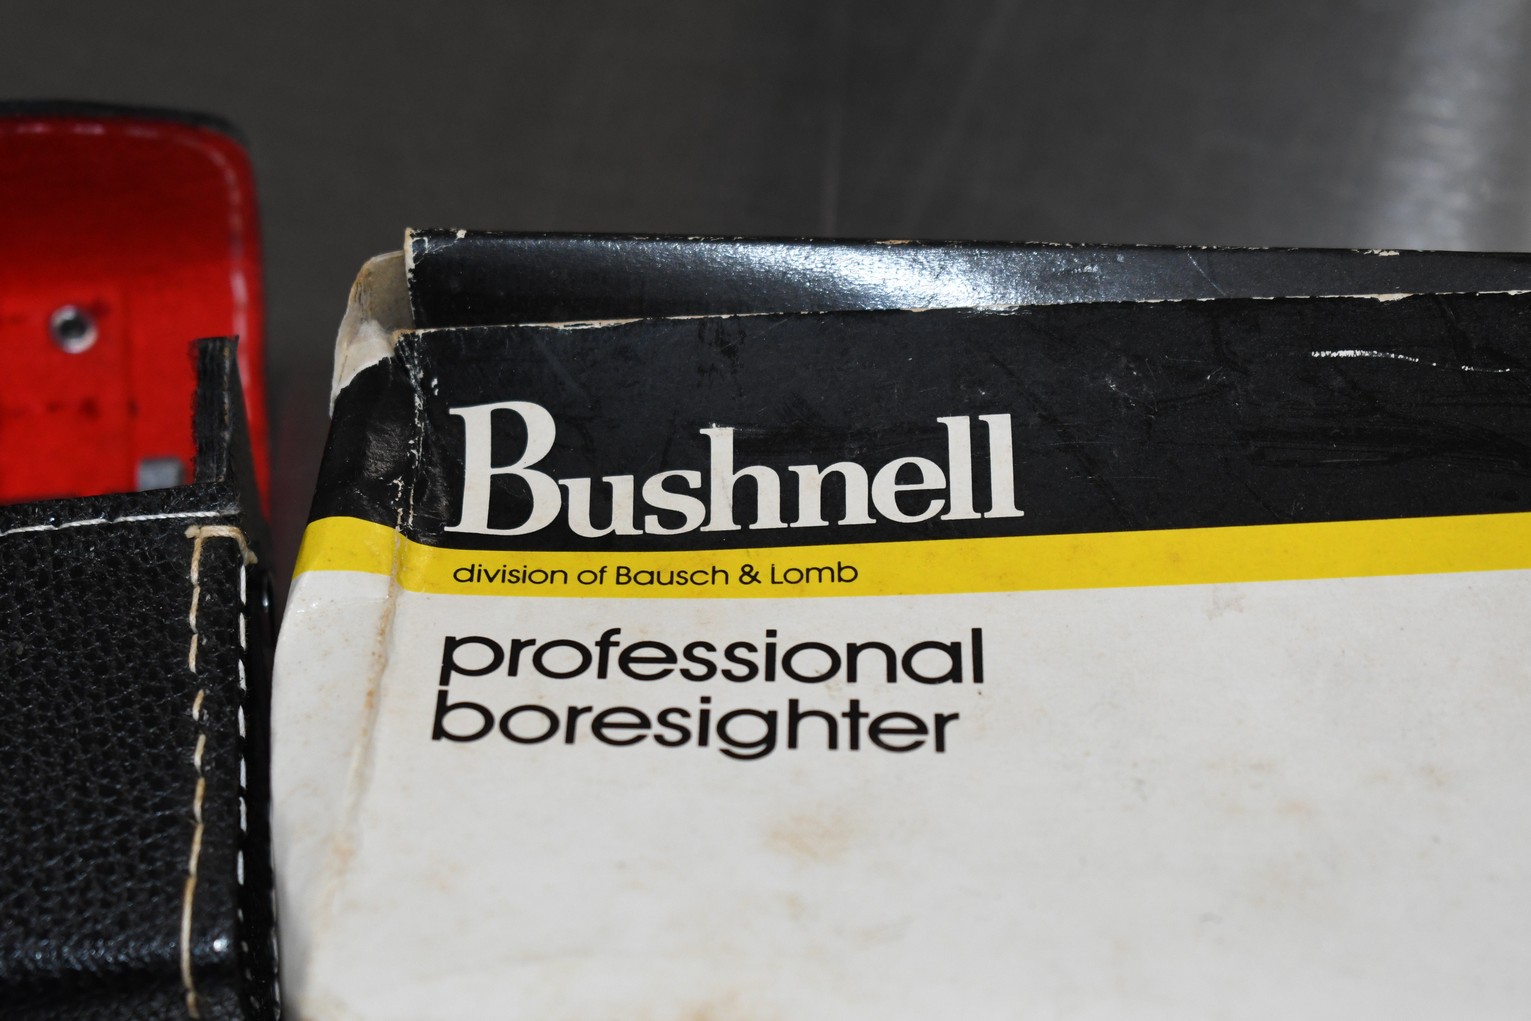 Bushnell
division of Bausch & Lomb
professional
boresighter